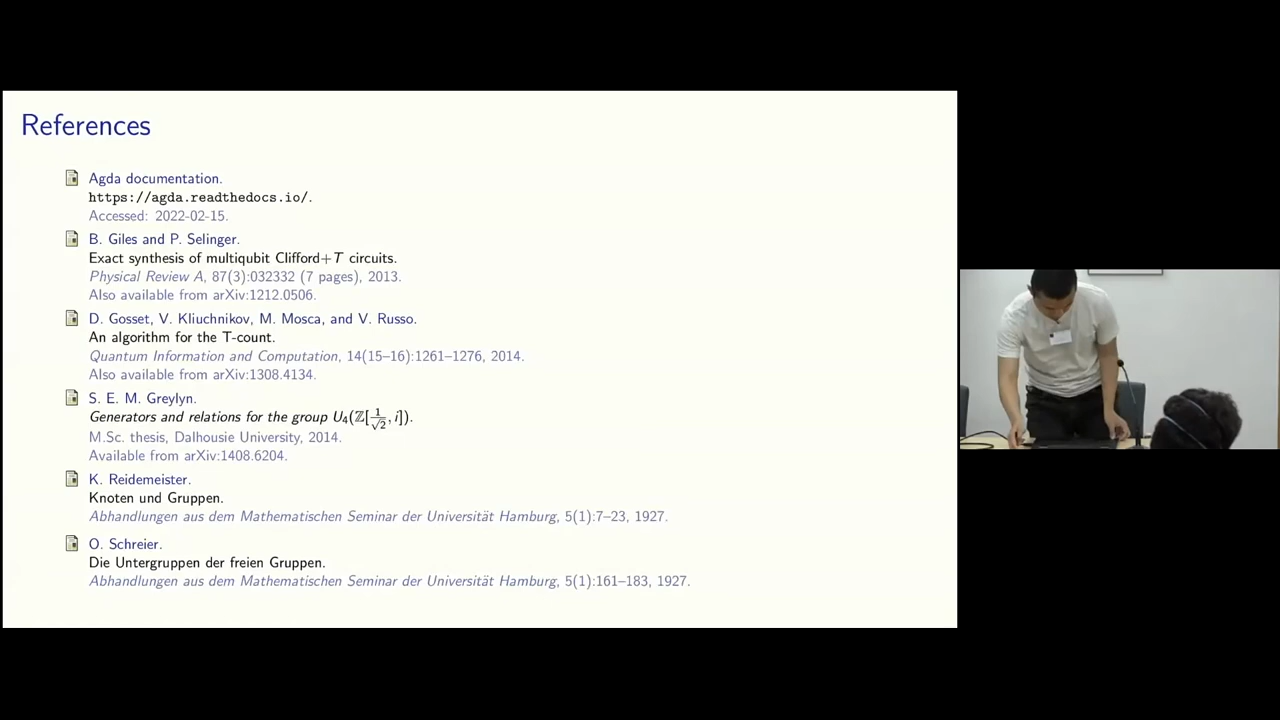 References
Agda documentation.
https://agda.readthedocs.io/.
Accessed: 2022-02-15.
B. Giles and P. Selinger.
Exact synthesis of multiqubit Clifford+T circuits.
Physical Review A, 87(3):032332 (7 pages), 2013.
Also available from arXiv:1212.0506.
D. Gosset, V. Kliuchnikov, M. Mosca, and V. Russo.
An algorithm for the T-count.
Quantum Information and Computation, 14(15–16):1261–1276, 2014.
Also available from arXiv:1308.4134.
S. E. M. Greylyn.
Generators and relations for the group U₄(ℤ[1/√2, i]).
M.Sc. thesis, Dalhousie University, 2014.
Available from arXiv:1408.6204.
K. Reidemeister.
Knoten und Gruppen.
Abhandlungen aus dem Mathematischen Seminar der Universität Hamburg, 5(1):7–23, 1927.
O. Schreier.
Die Untergruppen der freien Gruppen.
Abhandlungen aus dem Mathematischen Seminar der Universität Hamburg, 5(1):161–183, 1927.